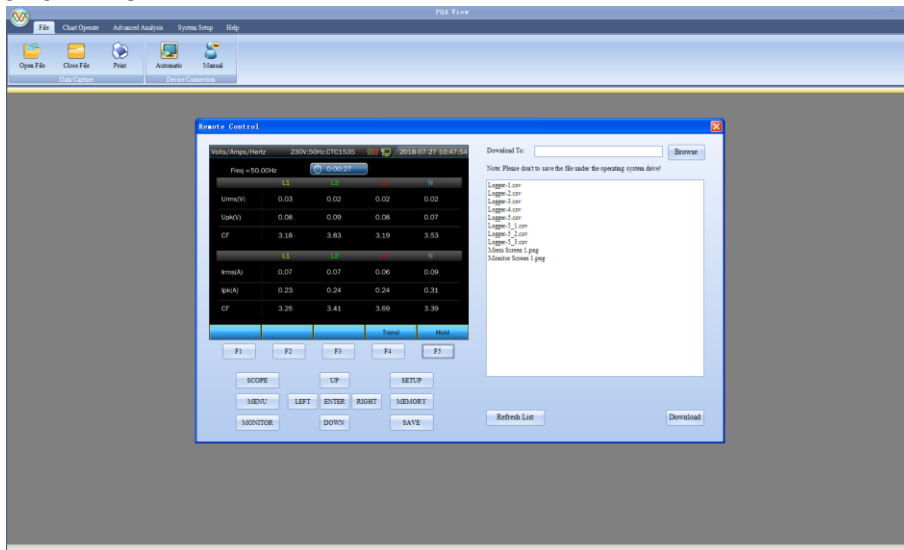 PQA View
File Chart Operate Advanced Analysis System Setup Help
Open File Close File Print Automatic Manual
Data Capture Device Connection
Remote Control
Volts/Amps/Hertz 230V;50Hz;CTC1535 2018-07-27 10:47:54
Freq =50.00Hz 0:00:27
L1 L2 N
Urms(V) 0.03 0.02 0.02 0.02
Upk(V) 0.08 0.09 0.08 0.07
CF 3.18 3.83 3.19 3.53
L1 L2 N
Irms(A) 0.07 0.07 0.06 0.09
Ipk(A) 0.23 0.24 0.24 0.31
CF 3.25 3.41 3.69 3.39
Trend Hold
F1 F2 F3 F4 F5
SCOPE UP SETUP
MENU LEFT ENTER RIGHT MEMORY
MONITOR DOWN SAVE
Download To: Browse
Note: Please don't to save the file under the operating system drive!
Logger-1.csv
Logger-2.csv
Logger-3.csv
Logger-4.csv
Logger-5.csv
Logger-5_1.csv
Logger-5_2.csv
Logger-5_3.csv
Menu Screen 1.png
Monitor Screen 1.png
Refresh List Download